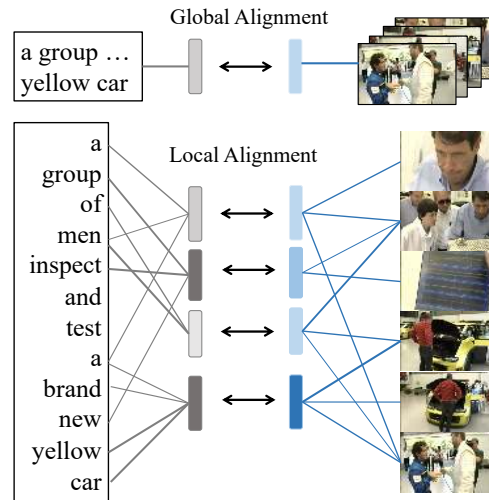 Global Alignment
a group …
yellow car
Local Alignment
a
group
of
men
inspect
and
test
a
brand
new
yellow
car